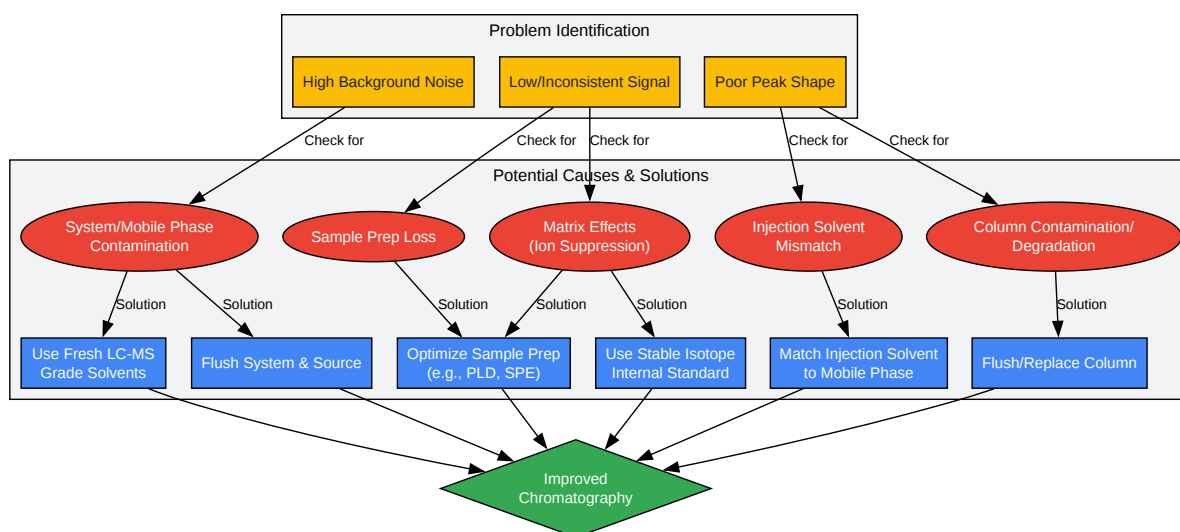 Problem Identification
High Background Noise
Low/Inconsistent Signal
Poor Peak Shape
Check for
Check for
Check for
Check for
Check for
Potential Causes & Solutions
System/Mobile Phase
Contamination
Sample Prep Loss
Matrix Effects
(Ion Suppression)
Injection Solvent
Mismatch
Column Contamination/
Degradation
Solution
Solution
Solution
Solution
Solution
Solution
Solution
Use Fresh LC-MS
Grade Solvents
Flush System & Source
Optimize Sample Prep
(e.g., PLD, SPE)
Use Stable Isotope
Internal Standard
Match Injection Solvent
to Mobile Phase
Flush/Replace Column
Improved
Chromatography